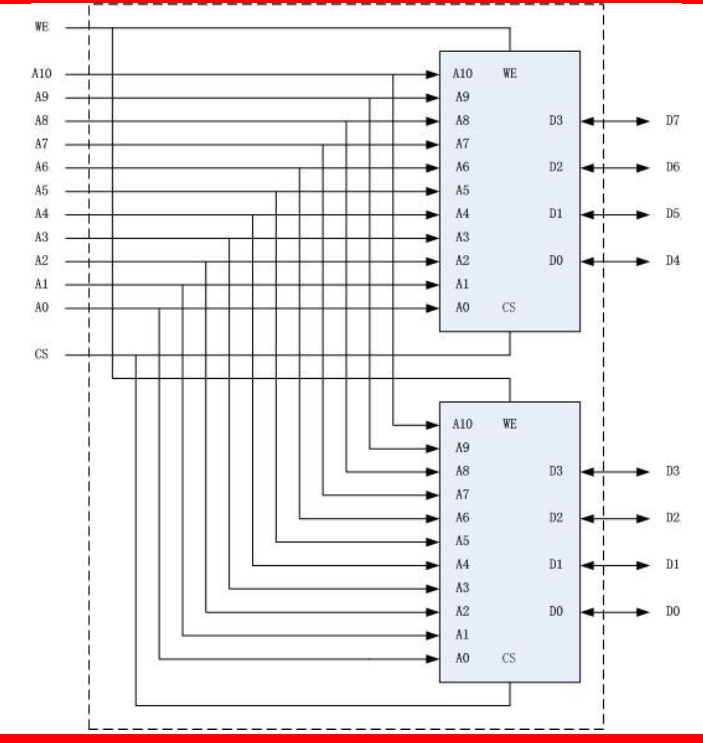 WE
A10 A10 WE
A9 A9
A8 A8 D3 D7
A7 A7
A6 A6 D2 D6
A5 A5
A4 A4 D1 D5
A3 A3
A2 A2 D0 D4
A1 A1
A0 A0 CS
CS
A10 WE
A9
A8 D3 D3
A7
A6 D2 D2
A5
A4 D1 D1
A3
A2 D0 D0
A1
A0 CS